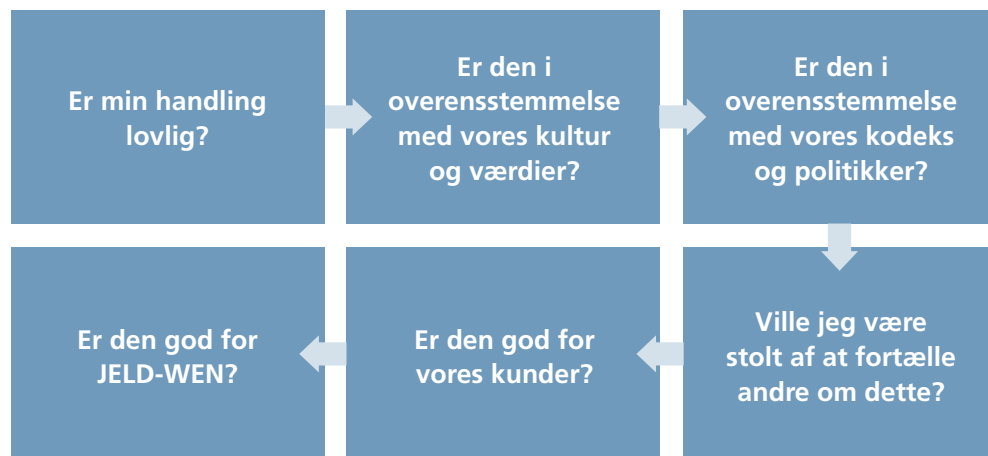 Er min handling
lovlig?
Er den i
overensstemmelse
med vores kultur
og værdier?
Er den i
overensstemmelse
med vores kodeks
og politikker?
Ville jeg være
stolt af at fortælle
andre om dette?
Er den god for
vores kunder?
Er den god for
JELD-WEN?